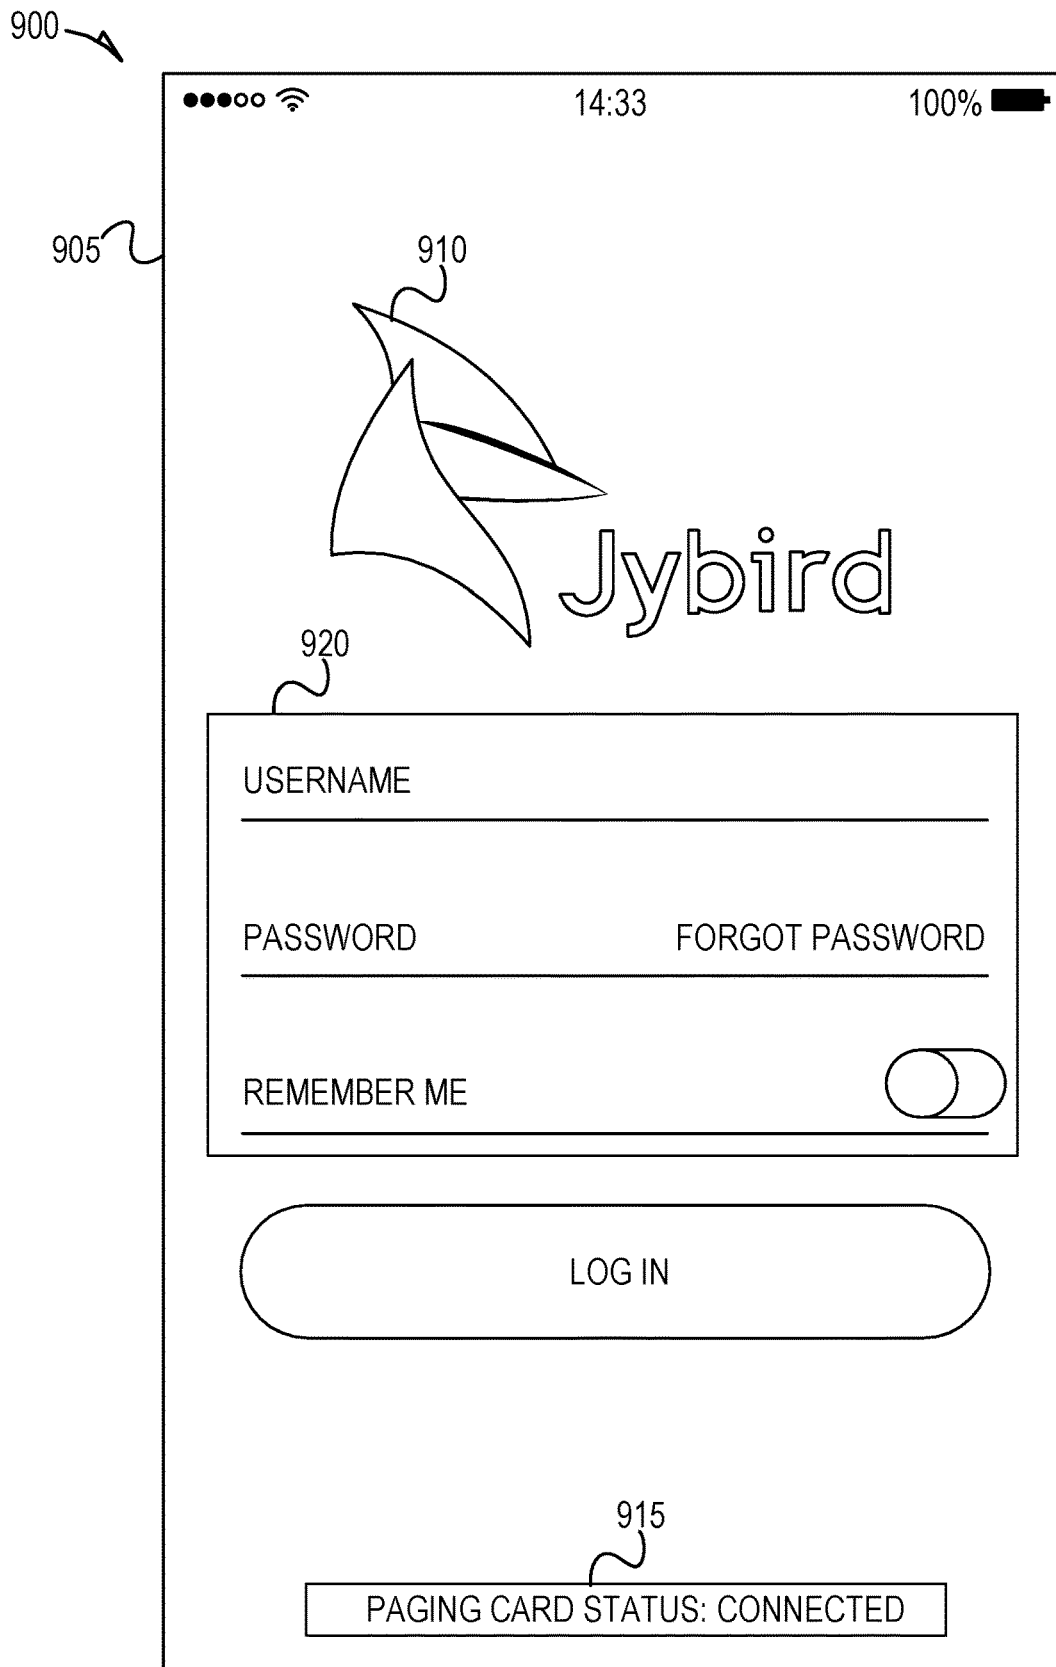 900
14:33 100%
905
910
Jybird
920
USERNAME
PASSWORD FORGOT PASSWORD
REMEMBER ME
LOG IN
915
PAGING CARD STATUS: CONNECTED